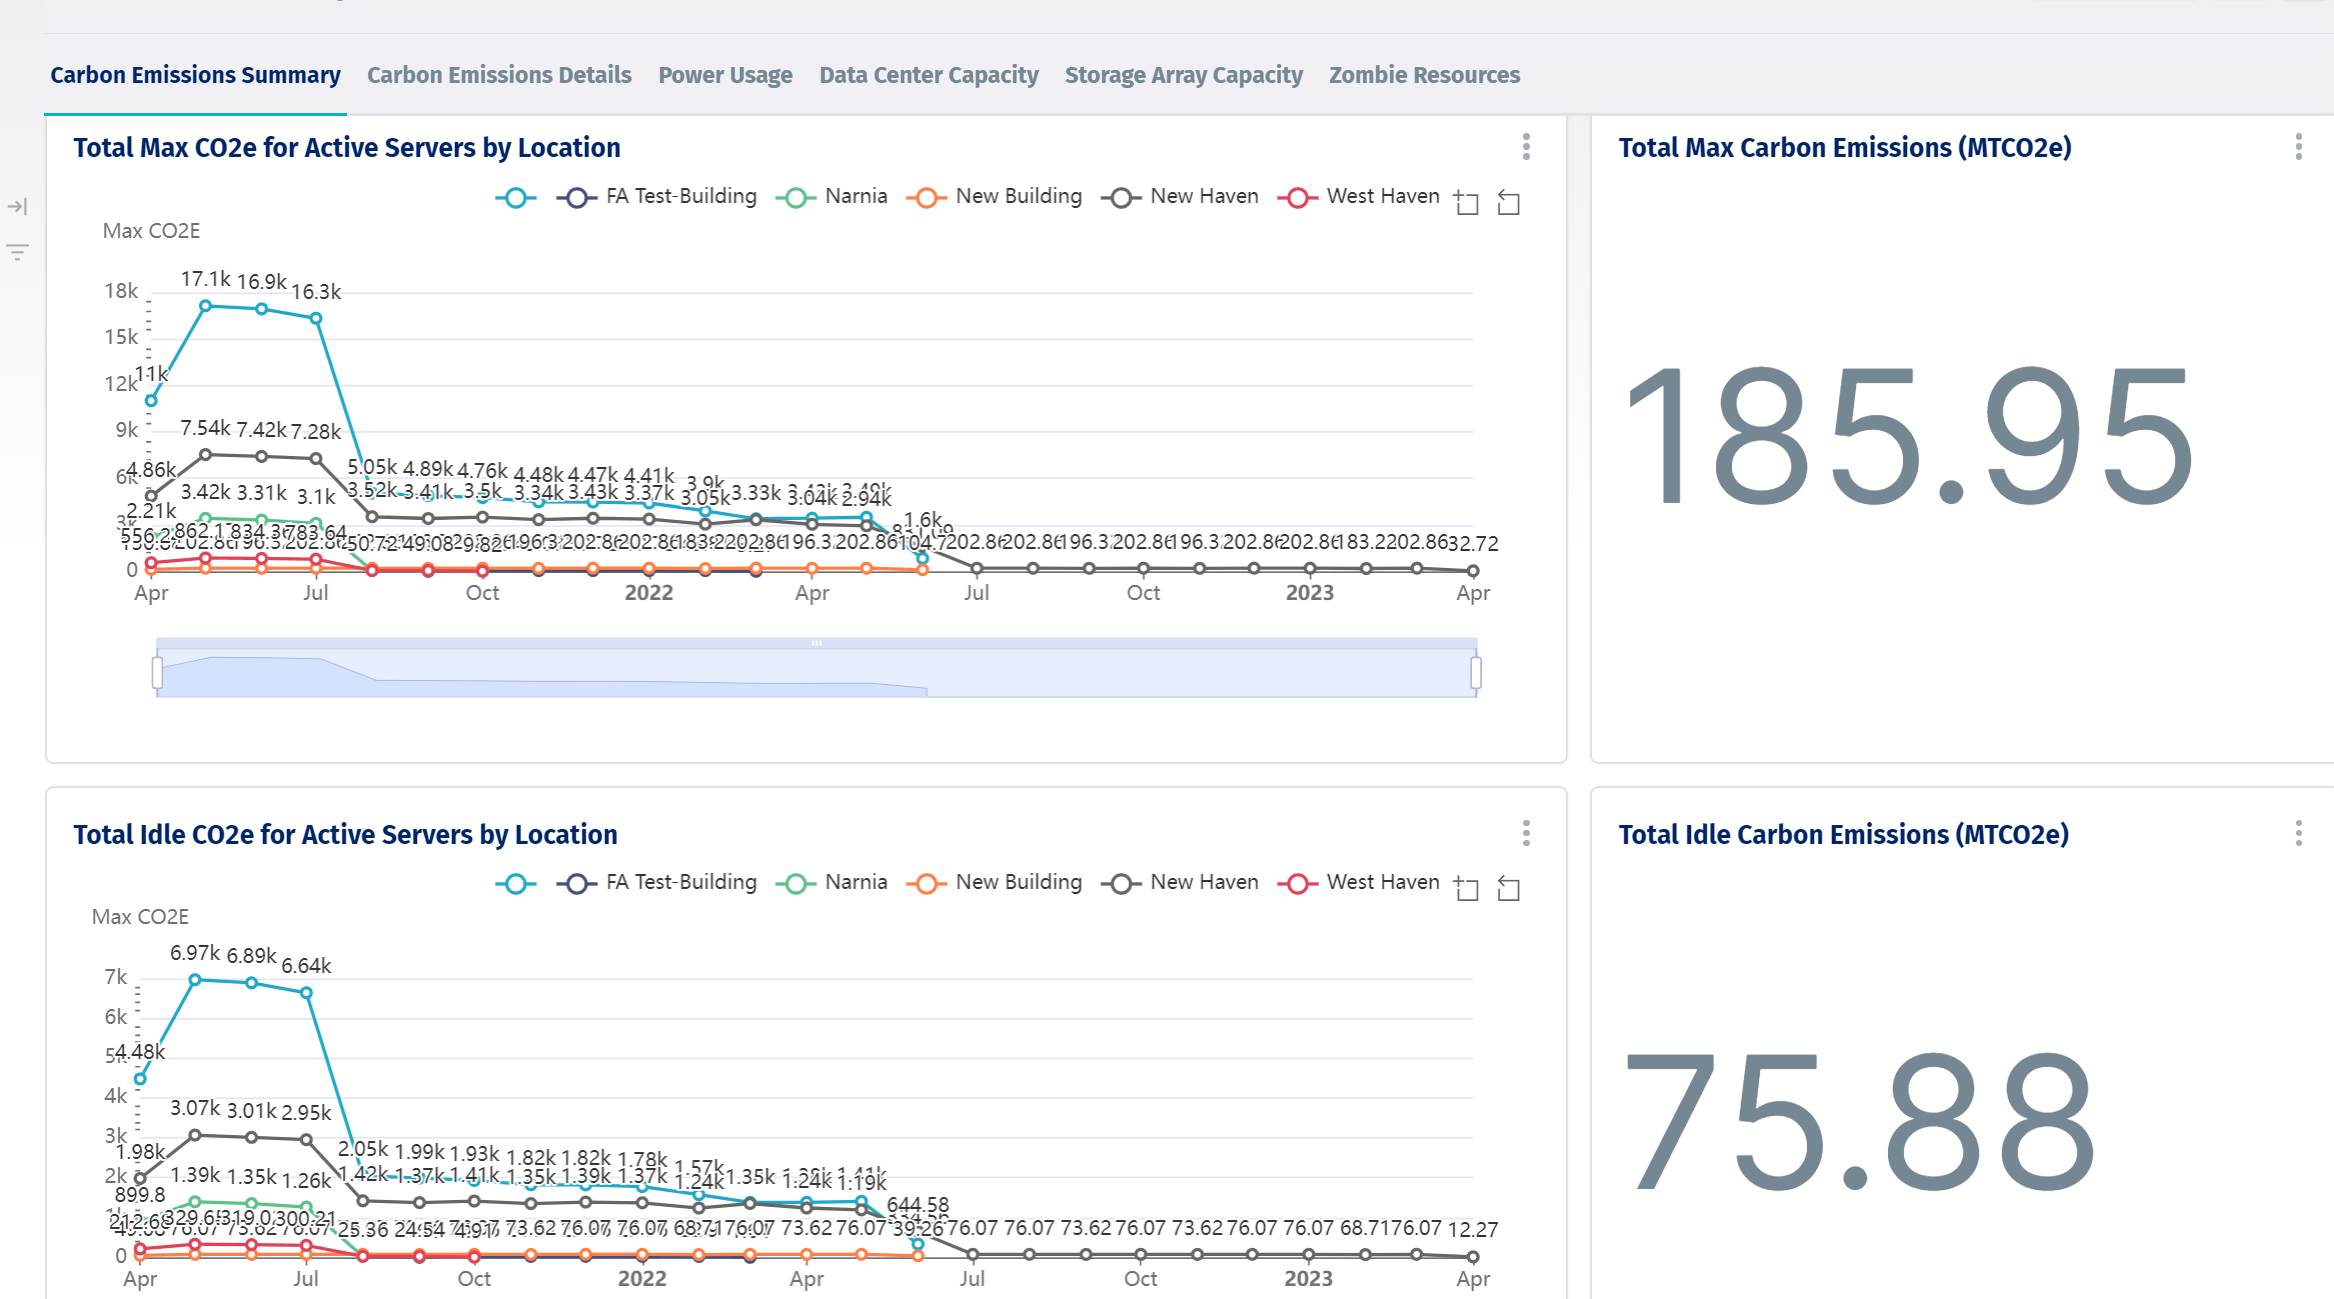 Carbon Emissions Summary Carbon Emissions Details Power Usage Data Center Capacity Storage Array Capacity Zombie Resources
Total Max CO2e for Active Servers by Location
FA Test-Building Narnia New Building New Haven West Haven
Max CO2E
18k
15k
12k
9k
3k
0
17.1k 16.9k 16.3k
11k
7.54k 7.42k 7.28k
4.86k
5.05k 4.89k 4.76k 4.48k 4.47k 4.41k 3.9k
3.42k 3.31k 3.1k 3.52k 3.41k 3.5k 3.34k 3.43k 3.37k 3.05k 3.33k 3.04k 2.94k
2.21k
1.6k
202.86 202.86 196.32 202.86 196.32 202.86 202.86 183.22 202.86 32.72
Apr Jul Oct 2022 Apr Jul Oct 2023 Apr
Total Max Carbon Emissions (MTCO2e)
185.95
Total Idle CO2e for Active Servers by Location
FA Test-Building Narnia New Building New Haven West Haven
Max CO2E
7k
6k
4k
3k
2k
0
6.97k 6.89k 6.64k
4.48k
3.07k 3.01k 2.95k
1.98k
2.05k 1.99k 1.93k 1.82k 1.82k 1.78k 1.57k
1.39k 1.35k 1.26k 1.42k 1.37k 1.41k 1.35k 1.39k 1.37k 1.24k 1.35k 1.24k 1.19k
899.8
644.58
25.36 24.54 73.62 76.07 76.07 73.62 76.07 39.26 76.07 76.07 73.62 76.07 73.62 76.07 76.07 68.71 76.07 12.27
Apr Jul Oct 2022 Apr Jul Oct 2023 Apr
Total Idle Carbon Emissions (MTCO2e)
75.88